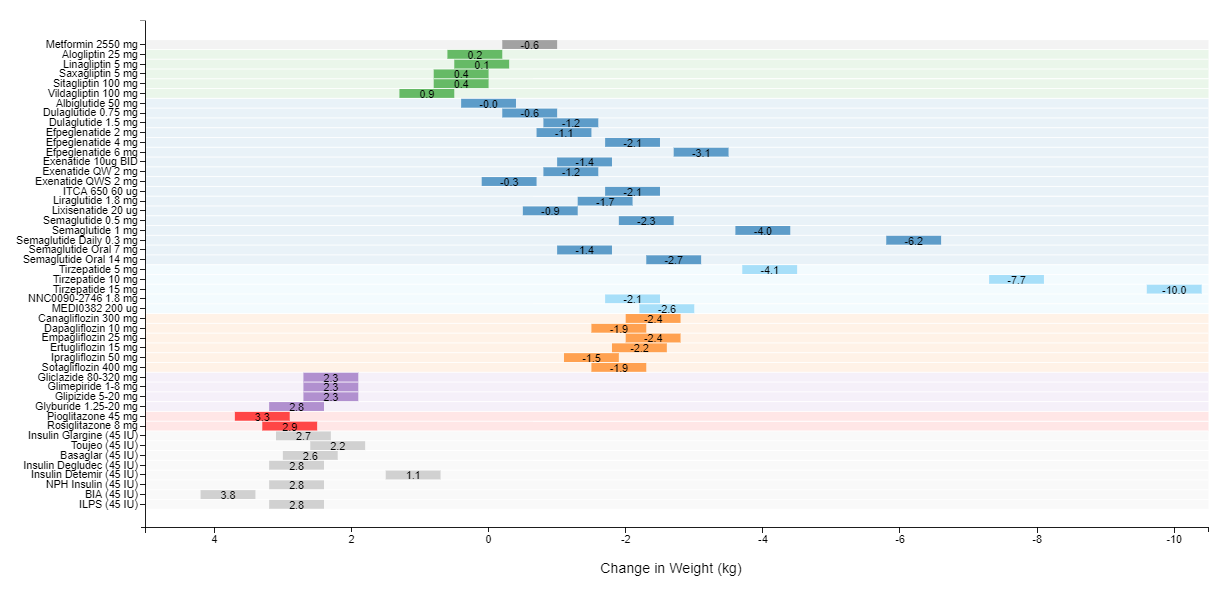 Metformin 2550 mg -0.6
Alogliptin 25 mg 0.2
Linagliptin 5 mg 0.1
Saxagliptin 5 mg 0.4
Sitagliptin 100 mg 0.4
Vildagliptin 100 mg 0.9
Albiglutide 50 mg -0.0
Dulaglutide 0.75 mg -0.6
Dulaglutide 1.5 mg -1.2
Efpeglenatide 2 mg -1.1
Efpeglenatide 4 mg -2.1
Efpeglenatide 6 mg -3.1
Exenatide 10ug BID -1.4
Exenatide QW 2 mg -1.2
Exenatide QWS 2 mg -0.3
ITCA 650 60 ug -2.1
Liraglutide 1.8 mg -1.7
Lixisenatide 20 ug -0.9
Semaglutide 0.5 mg -2.3
Semaglutide 1 mg -4.0
Semaglutide Daily 0.3 mg -6.2
Semaglutide Oral 7 mg -1.4
Semaglutide Oral 14 mg -2.7
Tirzepatide 5 mg -4.1
Tirzepatide 10 mg -7.7
Tirzepatide 15 mg -10.0
NNC0090-2746 1.8 mg -2.1
MEDI0382 200 ug -2.6
Canagliflozin 300 mg -2.4
Dapagliflozin 10 mg -1.9
Empagliflozin 25 mg -2.4
Ertugliflozin 15 mg -2.2
Ipragliflozin 50 mg -1.5
Sotagliflozin 400 mg -1.9
Gliclazide 80-320 mg 2.3
Glimepiride 1-8 mg 2.3
Glipizide 5-20 mg 2.3
Glyburide 1.25-20 mg 2.8
Pioglitazone 45 mg 3.3
Rosiglitazone 8 mg 2.9
Insulin Glargine (45 IU) 2.7
Toujeo (45 IU) 2.2
Basaglar (45 IU) 2.6
Insulin Degludec (45 IU) 2.8
Insulin Detemir (45 IU) 1.1
NPH Insulin (45 IU) 2.8
BIA (45 IU) 3.8
ILPS (45 IU) 2.8
4 2 0 -2 -4 -6 -8 -10
Change in Weight (kg)